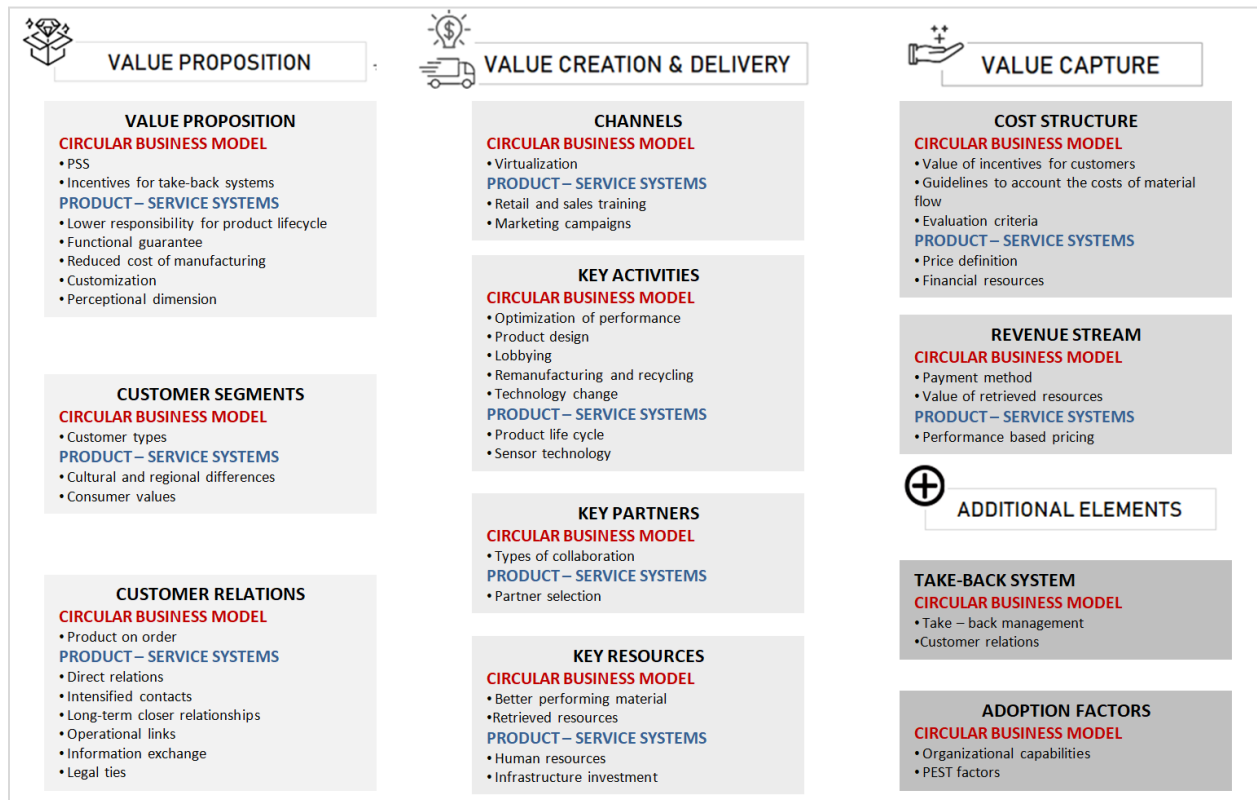 VALUE PROPOSITION
VALUE PROPOSITION
CIRCULAR BUSINESS MODEL
• PSS
• Incentives for take-back systems
PRODUCT – SERVICE SYSTEMS
• Lower responsibility for product lifecycle
• Functional guarantee
• Reduced cost of manufacturing
• Customization
• Perceptional dimension
CUSTOMER SEGMENTS
CIRCULAR BUSINESS MODEL
• Customer types
PRODUCT – SERVICE SYSTEMS
• Cultural and regional differences
• Consumer values
CUSTOMER RELATIONS
CIRCULAR BUSINESS MODEL
• Product on order
PRODUCT – SERVICE SYSTEMS
• Direct relations
• Intensified contacts
• Long-term closer relationships
• Operational links
• Information exchange
• Legal ties
VALUE CREATION & DELIVERY
CHANNELS
CIRCULAR BUSINESS MODEL
• Virtualization
PRODUCT – SERVICE SYSTEMS
• Retail and sales training
• Marketing campaigns
KEY ACTIVITIES
CIRCULAR BUSINESS MODEL
• Optimization of performance
• Product design
• Lobbying
• Remanufacturing and recycling
• Technology change
PRODUCT – SERVICE SYSTEMS
• Product life cycle
• Sensor technology
KEY PARTNERS
CIRCULAR BUSINESS MODEL
• Types of collaboration
PRODUCT – SERVICE SYSTEMS
• Partner selection
KEY RESOURCES
CIRCULAR BUSINESS MODEL
• Better performing material
•Retrieved resources
PRODUCT – SERVICE SYSTEMS
• Human resources
• Infrastructure investment
VALUE CAPTURE
COST STRUCTURE
CIRCULAR BUSINESS MODEL
• Value of incentives for customers
• Guidelines to account the costs of material
flow
• Evaluation criteria
PRODUCT – SERVICE SYSTEMS
• Price definition
• Financial resources
REVENUE STREAM
CIRCULAR BUSINESS MODEL
• Payment method
• Value of retrieved resources
PRODUCT – SERVICE SYSTEMS
• Performance based pricing
ADDITIONAL ELEMENTS
TAKE-BACK SYSTEM
CIRCULAR BUSINESS MODEL
• Take – back management
•Customer relations
ADOPTION FACTORS
CIRCULAR BUSINESS MODEL
• Organizational capabilities
• PEST factors